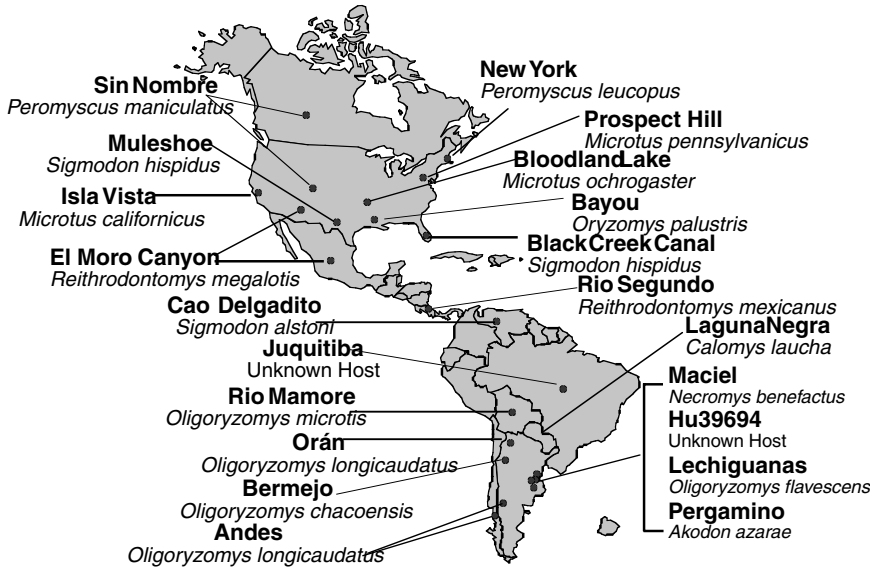 Sin Nombre
Peromyscus maniculatus
Muleshoe
Sigmodon hispidus
Isla Vista
Microtus californicus
El Moro Canyon
Reithrodontomys megalotis
Cao Delgadito
Sigmodon alstoni
Juquitiba
Unknown Host
Rio Mamore
Oligoryzomys microtis
Orán
Oligoryzomys longicaudatus
Bermejo
Oligoryzomys chacoensis
Andes
Oligoryzomys longicaudatus
New York
Peromyscus leucopus
Prospect Hill
Microtus pennsylvanicus
Bloodland Lake
Microtus ochrogaster
Bayou
Oryzomys palustris
Black Creek Canal
Sigmodon hispidus
Rio Segundo
Reithrodontomys mexicanus
Laguna Negra
Calomys laucha
Maciel
Necromys benefactus
Hu39694
Unknown Host
Lechiguanas
Oligoryzomys flavescens
Pergamino
Akodon azarae